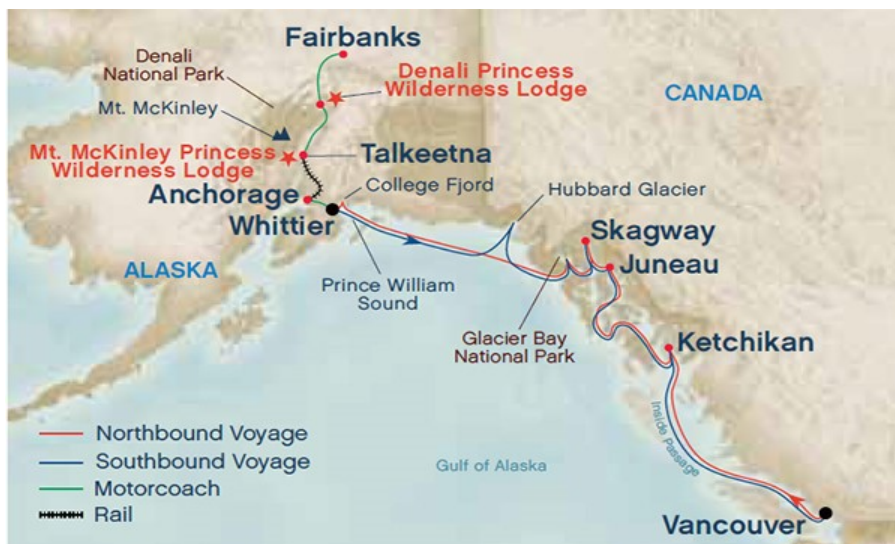 Fairbanks
Denali
National Park
Denali Princess
Wilderness Lodge
CANADA
Mt. McKinley
Mt. McKinley Princess
Wilderness Lodge
Talkeetna
College Fjord
Hubbard Glacier
Anchorage
Whittier
Skagway
Juneau
ALASKA
Prince William
Sound
Glacier Bay
National Park
Ketchikan
Inside Passage
Northbound Voyage
Southbound Voyage
Motorcoach
Rail
Gulf of Alaska
Vancouver